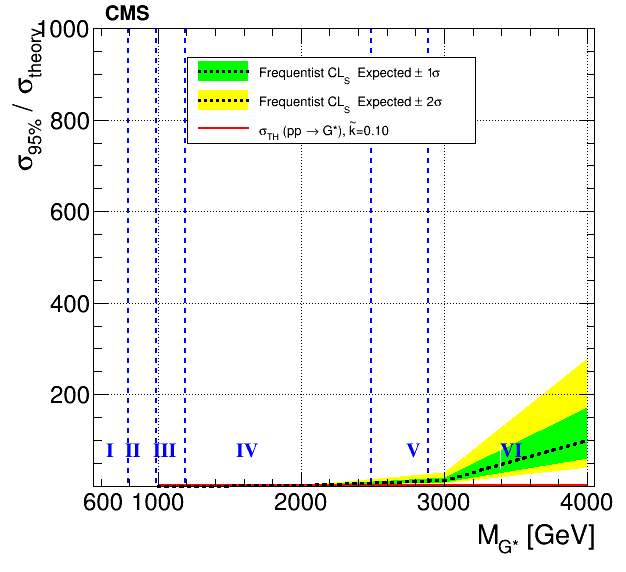 CMS
σ95% / σtheory
1000
800
600
400
200
Frequentist CLS Expected ± 1σ
Frequentist CLS Expected ± 2σ
σTH (pp → G*), k̃=0.10
I II III IV V VI
600 1000 2000 3000 4000
MG* [GeV]